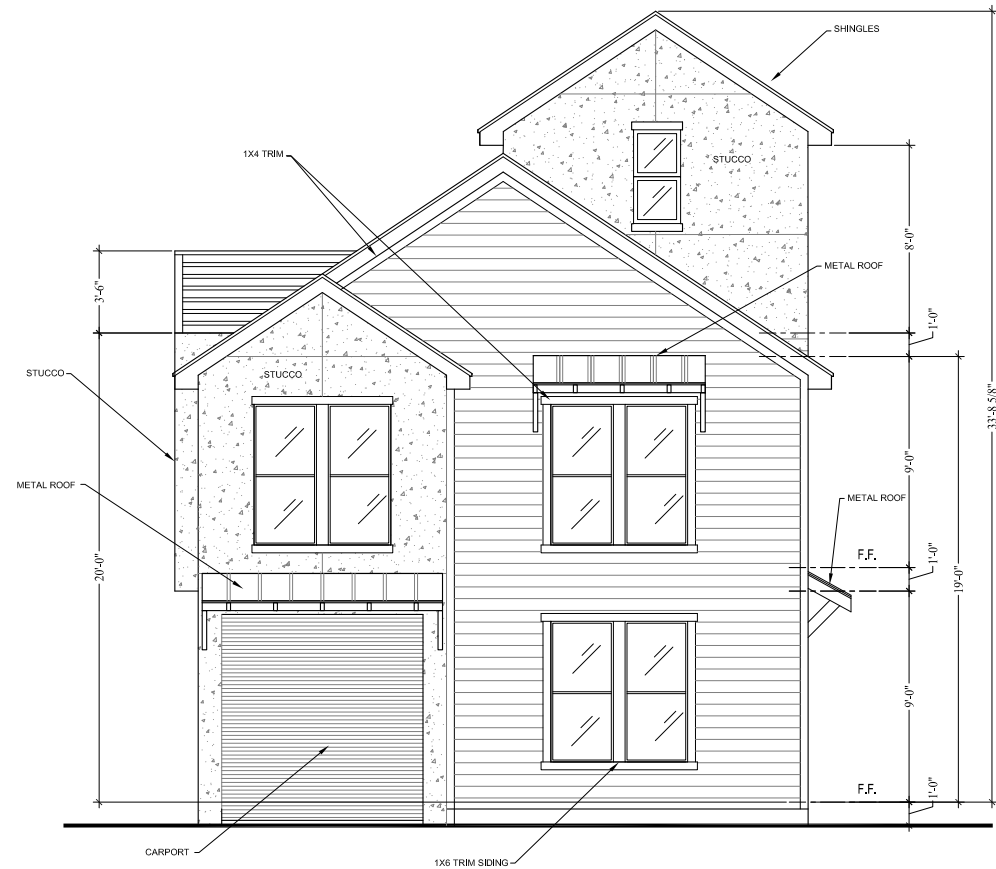 SHINGLES
1X4 TRIM
STUCCO
8'-0"
METAL ROOF
3'-6"
1'-0"
STUCCO
STUCCO
33'-8 5/8"
9'-0"
METAL ROOF
METAL ROOF
F.F.
1'-0"
20'-0"
19'-0"
9'-0"
F.F.
1'-0"
CARPORT
1X6 TRIM SIDING